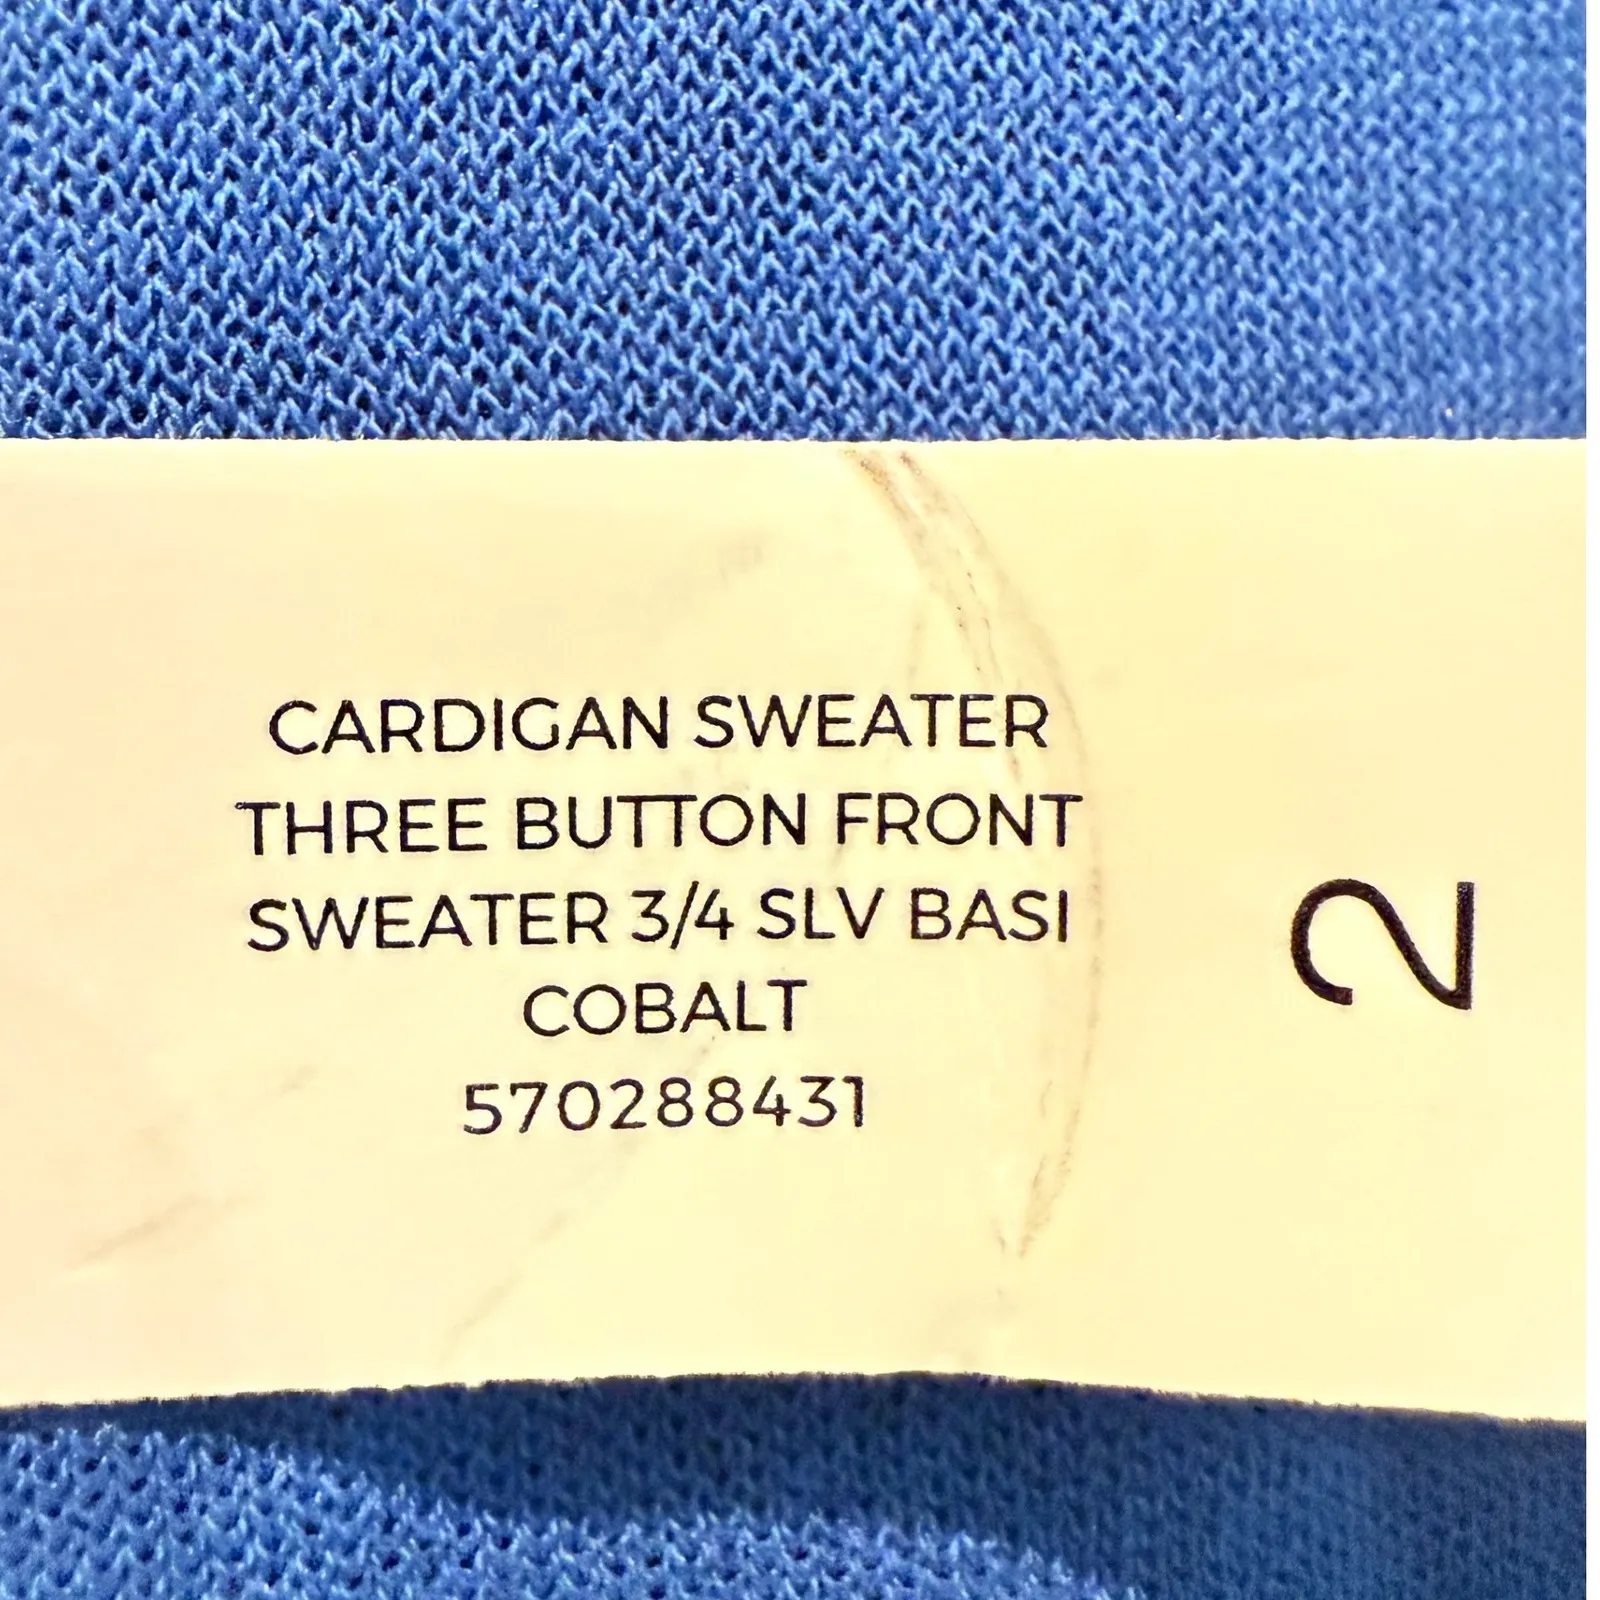 CARDIGAN SWEATER
THREE BUTTON FRONT
SWEATER 3/4 SLV BASI
COBALT
570288431
2